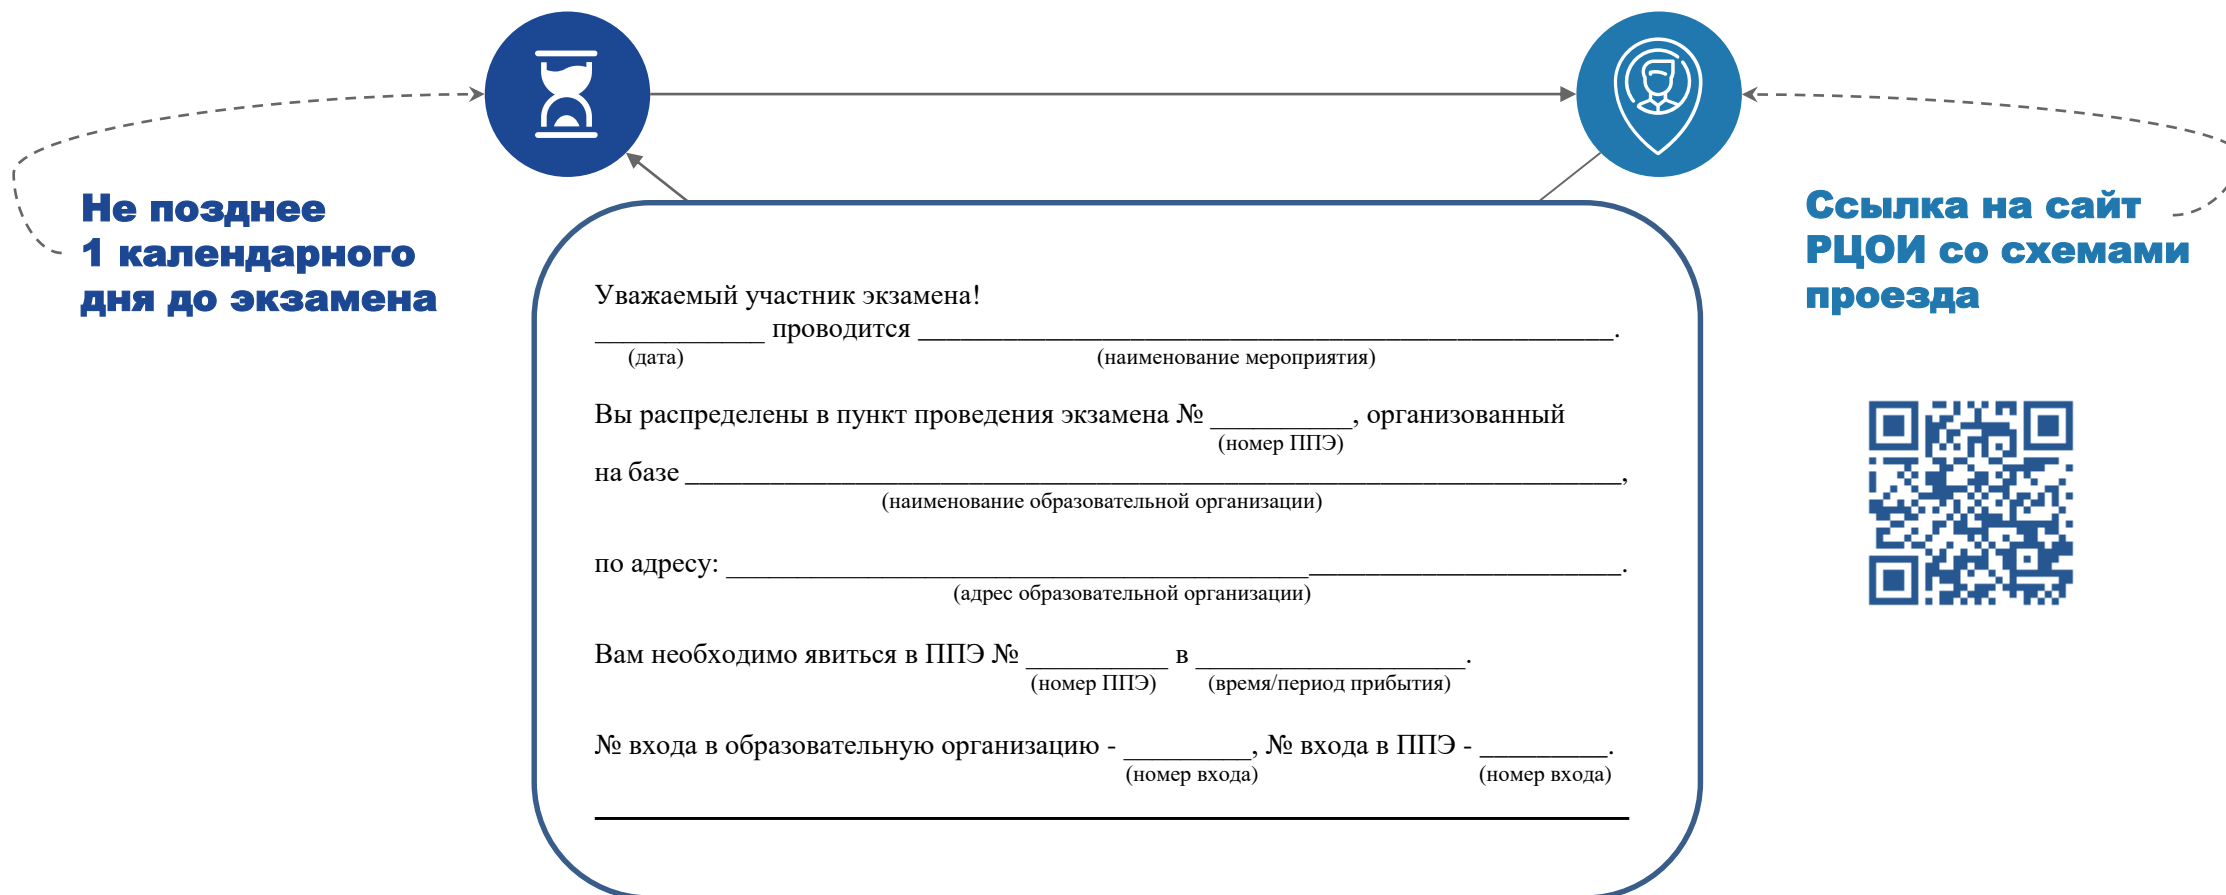 Не позднее
1 календарного
дня до экзамена
Уважаемый участник экзамена!
____________ проводится _________________________________________________.
(дата) (наименование мероприятия)
Вы распределены в пункт проведения экзамена № __________, организованный
(номер ППЭ)
на базе __________________________________________________________________,
(наименование образовательной организации)
по адресу: _______________________________________________________________.
(адрес образовательной организации)
Вам необходимо явиться в ППЭ № __________ в ___________________.
(номер ППЭ) (время/период прибытия)
№ входа в образовательную организацию - _________, № входа в ППЭ - _________.
(номер входа) (номер входа)
Ссылка на сайт
РЦОИ со схемами
проезда